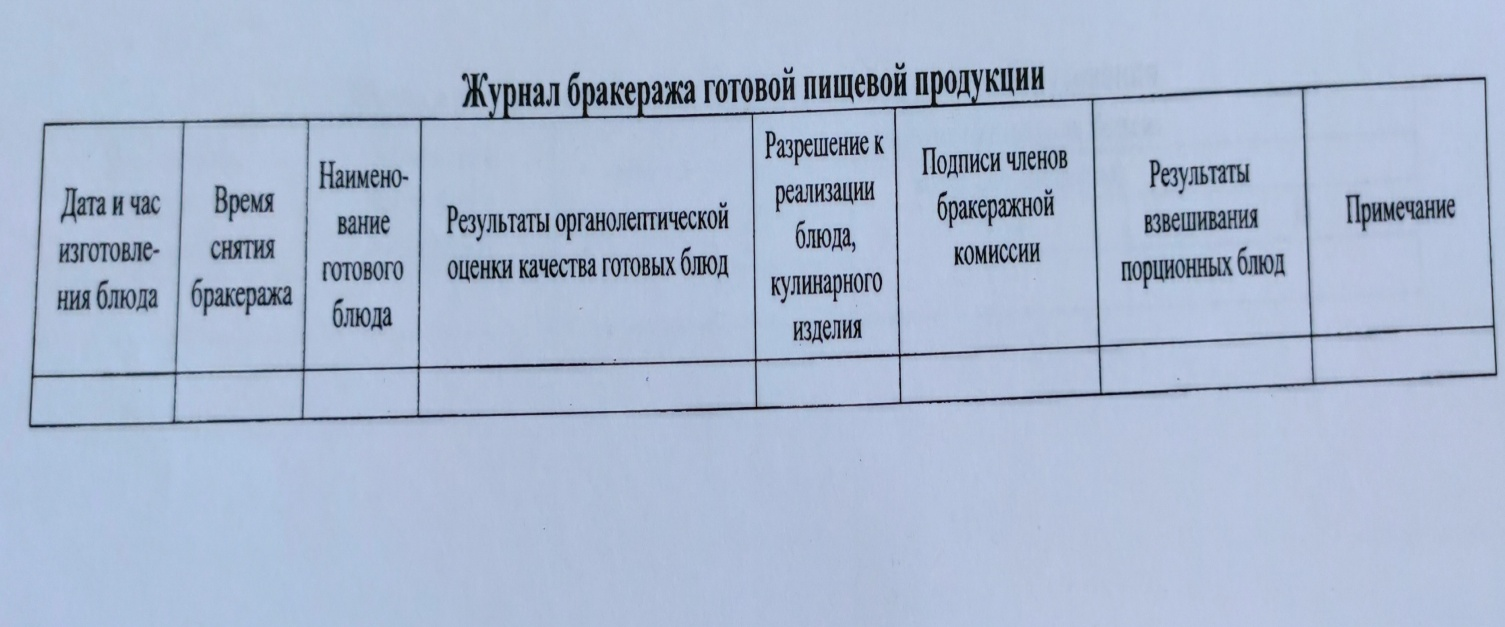 Журнал бракеража готовой пищевой продукции
Дата и час
изготовле-
ния блюда
Время
снятия
бракеража
Наимено-
вание
готового
блюда
Результаты органолептической
оценки качества готовых блюд
Разрешение к
реализации
блюда,
кулинарного
изделия
Подписи членов
бракеражной
комиссии
Результаты
взвешивания
порционных блюд
Примечание